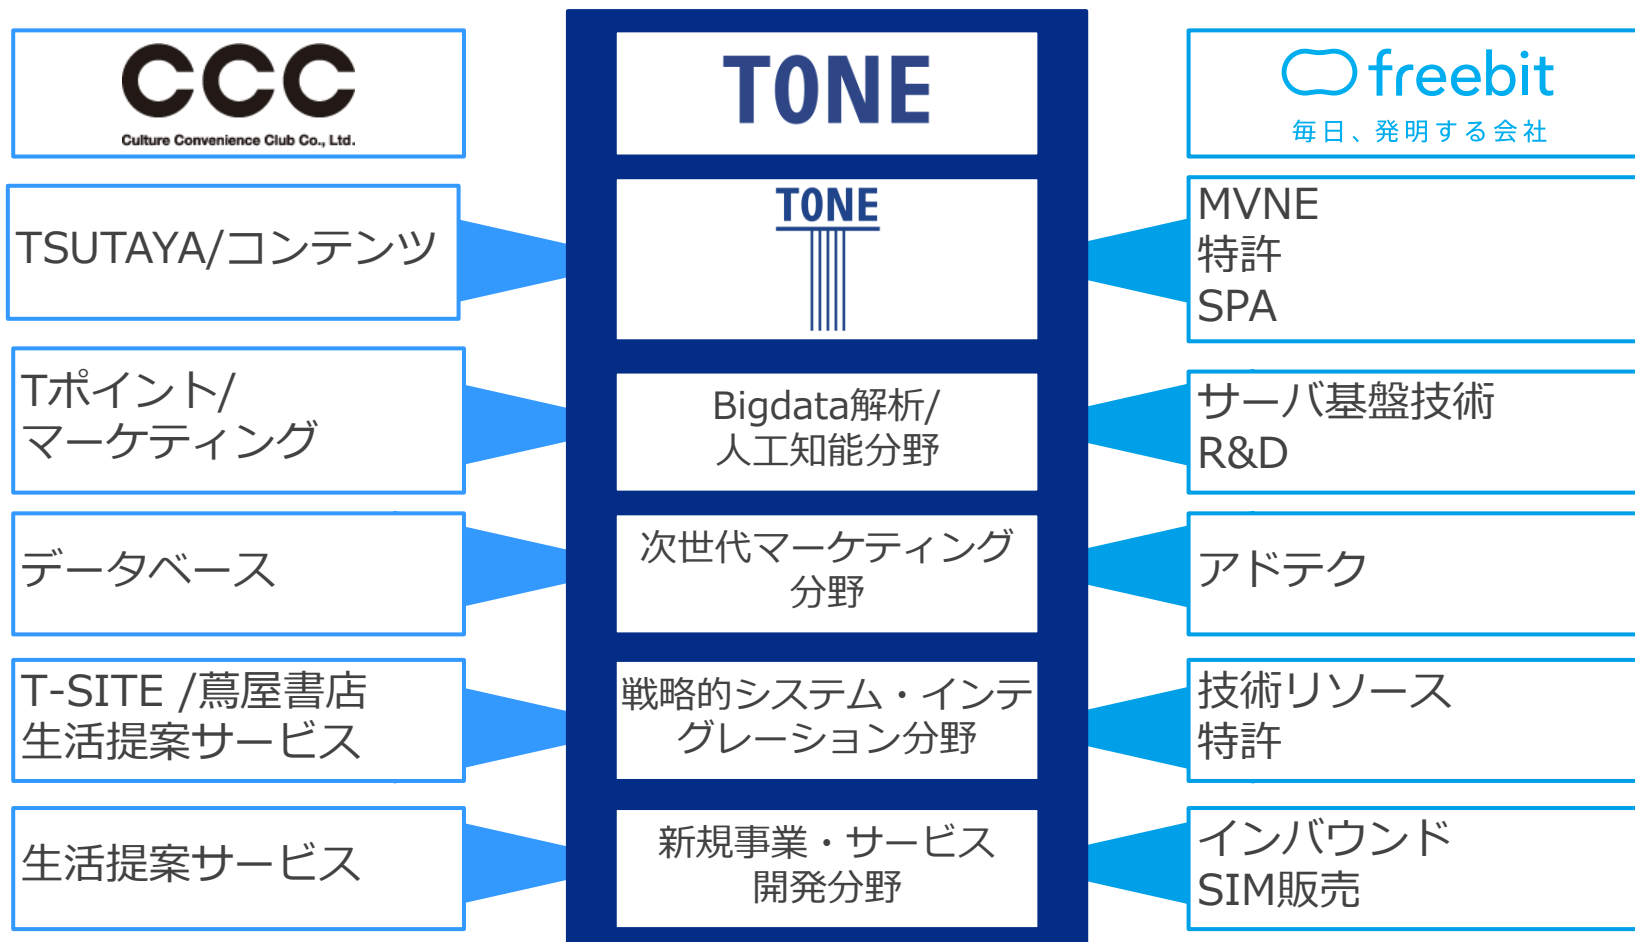 CCC
Culture Convenience Club Co., Ltd.
TONE
freebit
毎日、発明する会社
TSUTAYA/コンテンツ
TONE
MVNE
特許
SPA
Tポイント/
マーケティング
Bigdata解析/
人工知能分野
サーバ基盤技術
R&D
データベース
次世代マーケティング
分野
アドテク
T-SITE /蔦屋書店
生活提案サービス
戦略的システム・インテ
グレーション分野
技術リソース
特許
生活提案サービス
新規事業・サービス
開発分野
インバウンド
SIM販売